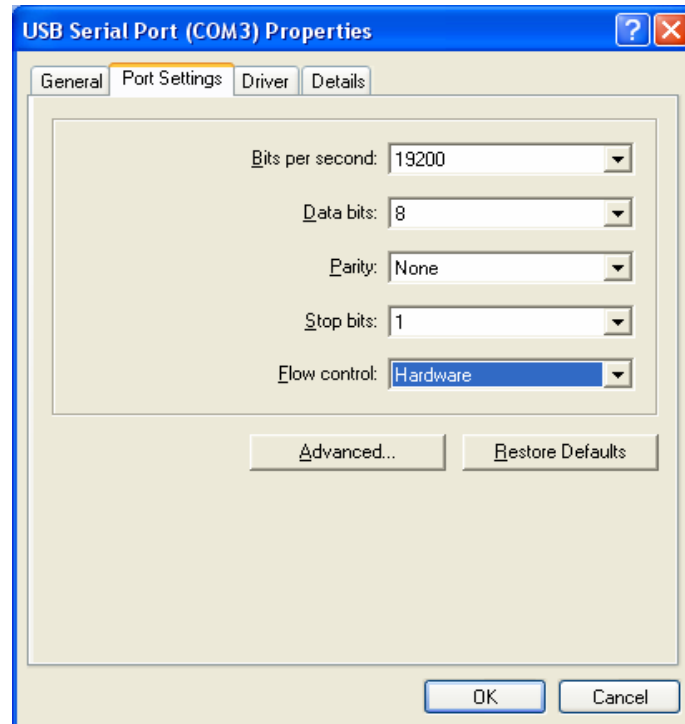 USB Serial Port (COM3) Properties
General Port Settings Driver Details
Bits per second: 19200
Data bits: 8
Parity: None
Stop bits: 1
Flow control: Hardware
Advanced... Restore Defaults
OK Cancel